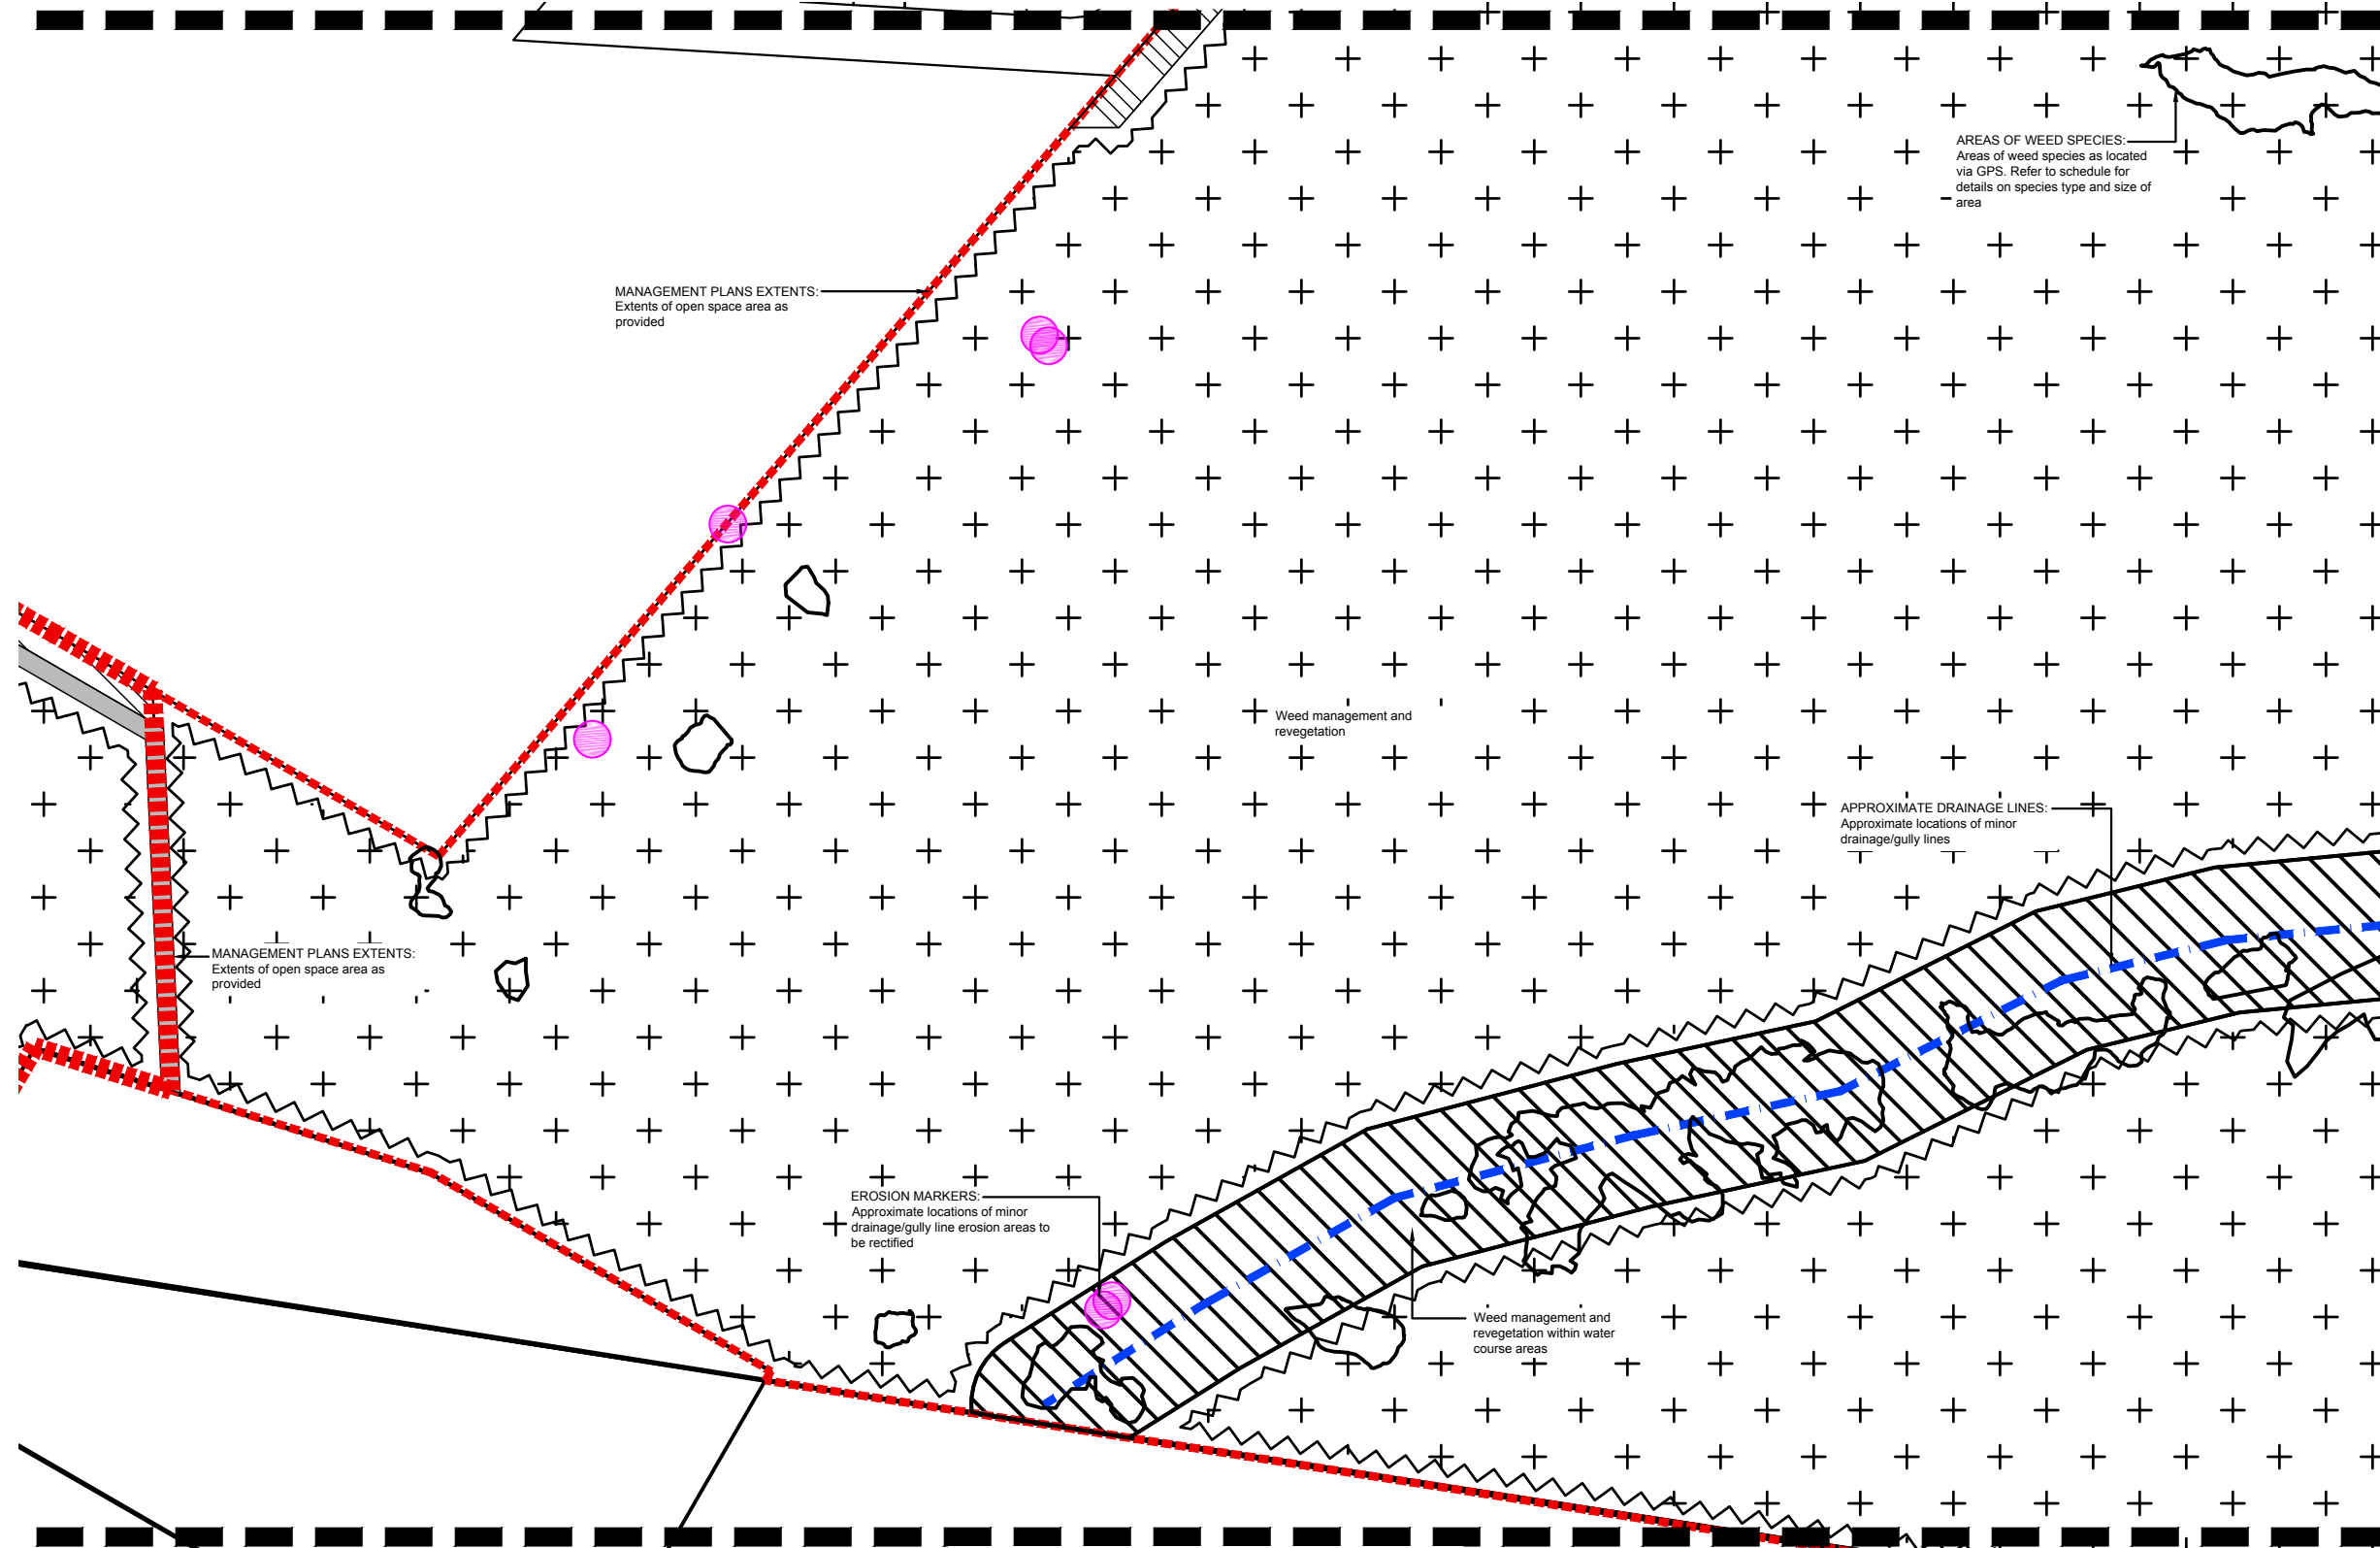 AREAS OF WEED SPECIES:
Areas of weed species as located
via GPS. Refer to schedule for
details on species type and size of
area
MANAGEMENT PLANS EXTENTS:
Extents of open space area as
provided
Weed management and
revegetation
APPROXIMATE DRAINAGE LINES:
Approximate locations of minor
drainage/gully lines
MANAGEMENT PLANS EXTENTS:
Extents of open space area as
provided
EROSION MARKERS:
Approximate locations of minor
drainage/gully line erosion areas to
be rectified
Weed management and
revegetation within water
course areas